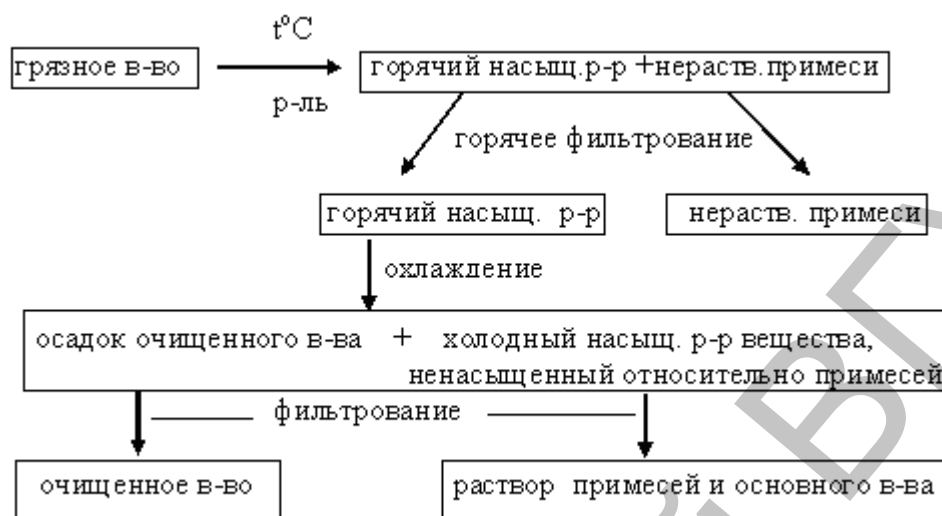 t°C
грязное в-во
р-ль
горячий насыщ.р-р +нераств.примеси
горячее фильтрование
горячий насыщ. р-р
нераств. примеси
охлаждение
осадок очищенного в-ва + холодный насыщ. р-р вещества,
ненасыщенный относительно примесей
фильтрование
очищенное в-во
раствор примесей и основного в-ва